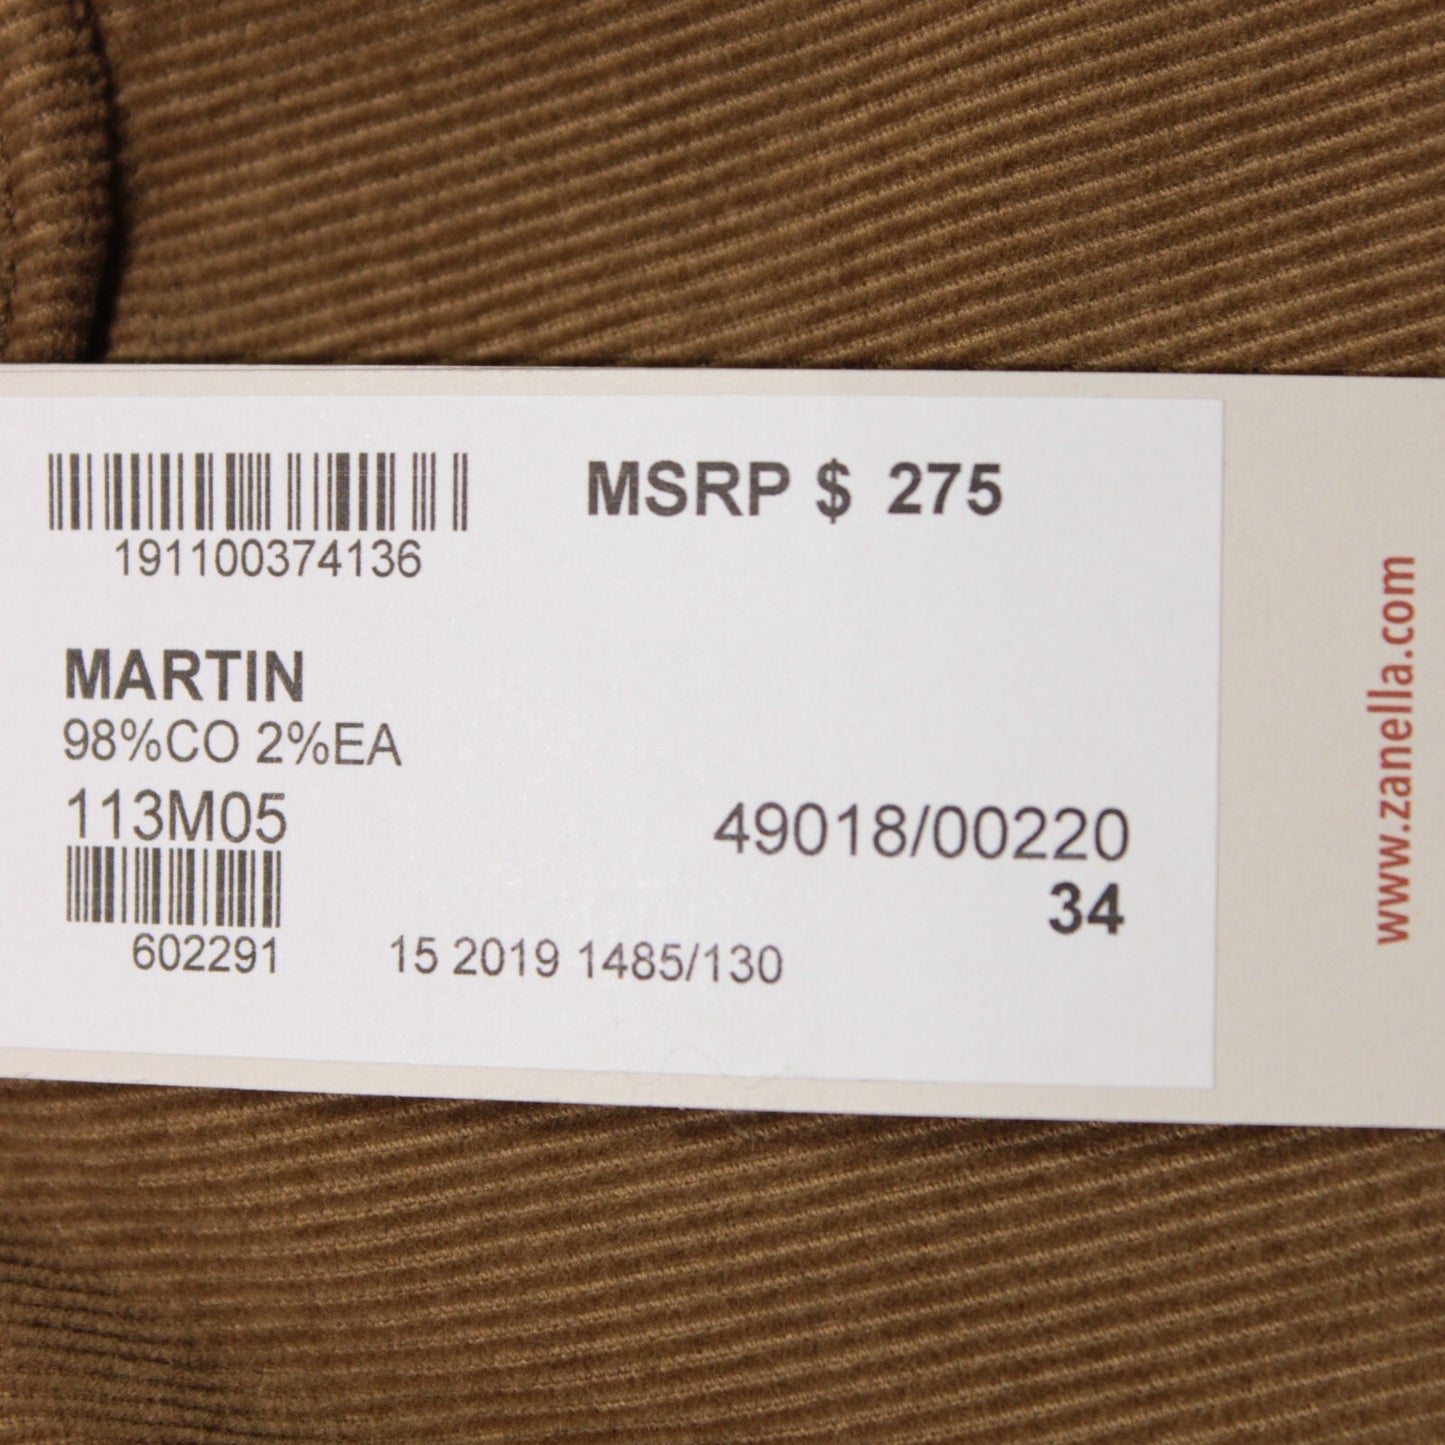 MSRP $ 275
191100374136
MARTIN
98%CO 2%EA
113M05
49018/00220
34
602291
15 2019 1485/130
www.zanella.com